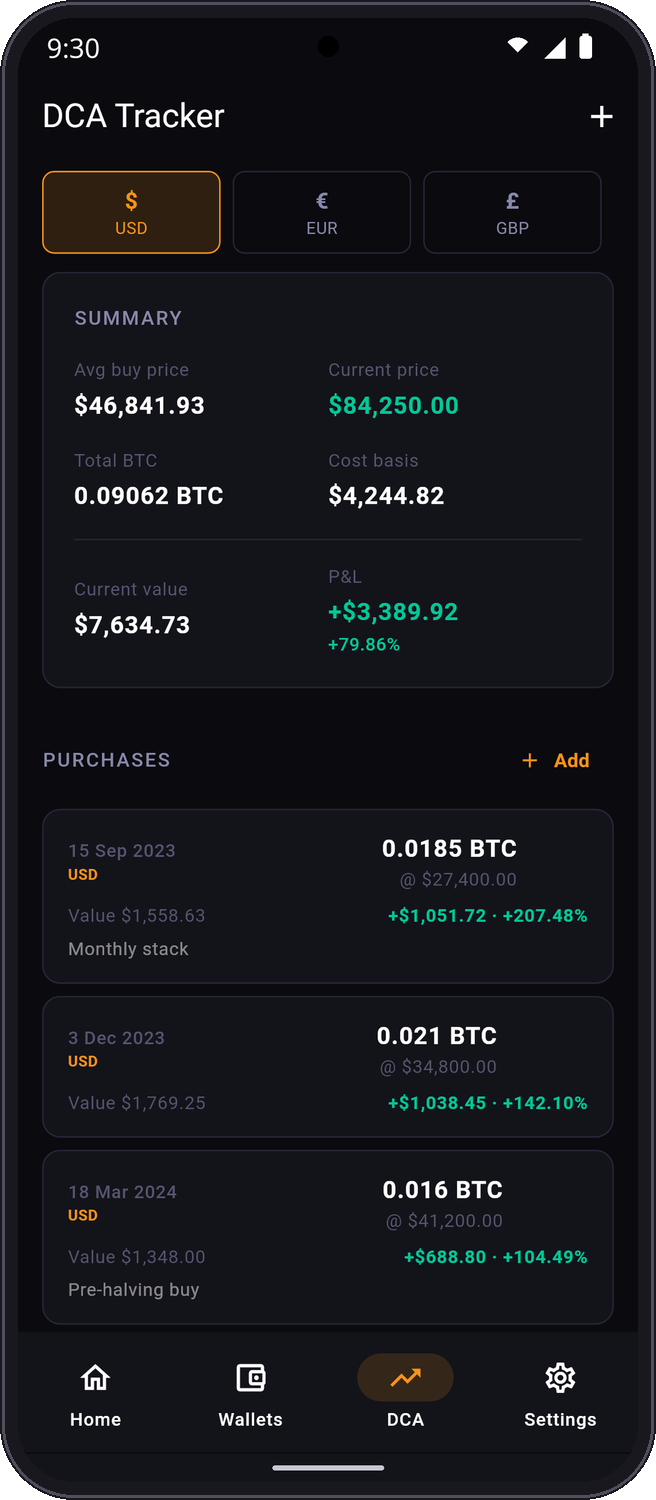 9:30
DCA Tracker
+
$
USD
€
EUR
£
GBP
SUMMARY
Avg buy price
$46,841.93
Current price
$84,250.00
Total BTC
0.09062 BTC
Cost basis
$4,244.82
Current value
$7,634.73
P&L
+$3,389.92
+79.86%
PURCHASES
+ Add
15 Sep 2023
USD
0.0185 BTC
@ $27,400.00
Value $1,558.63
+$1,051.72 · +207.48%
Monthly stack
3 Dec 2023
USD
0.021 BTC
@ $34,800.00
Value $1,769.25
+$1,038.45 · +142.10%
18 Mar 2024
USD
0.016 BTC
@ $41,200.00
Value $1,348.00
+$688.80 · +104.49%
Pre-halving buy
Home
Wallets
DCA
Settings